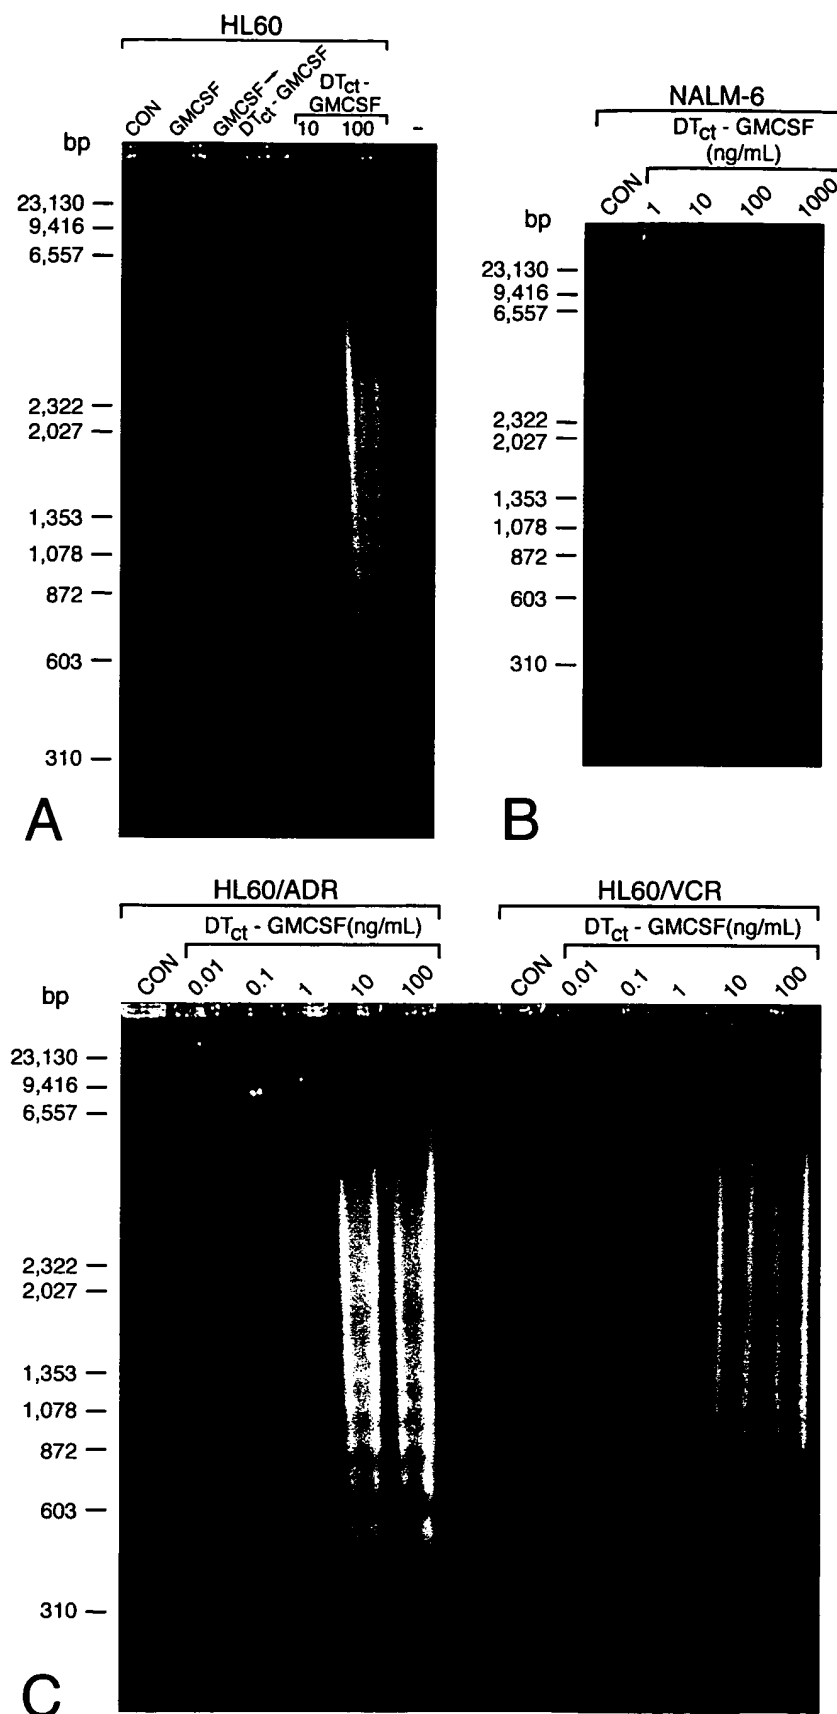 HL60
CON GMCSF GMCSF→ DTct - GMCSF DTct - GMCSF
10 100 -
bp
23,130
9,416
6,557
2,322
2,027
1,353
1,078
872
603
310
A
NALM-6
DTct - GMCSF
(ng/mL)
CON 1 10 100 1000
bp
23,130
9,416
6,557
2,322
2,027
1,353
1,078
872
603
310
B
HL60/ADR HL60/VCR
DTct - GMCSF(ng/mL) DTct - GMCSF(ng/mL)
CON 0.01 0.1 1 10 100 CON 0.01 0.1 1 10 100
bp
23,130
9,416
6,557
2,322
2,027
1,353
1,078
872
603
310
C